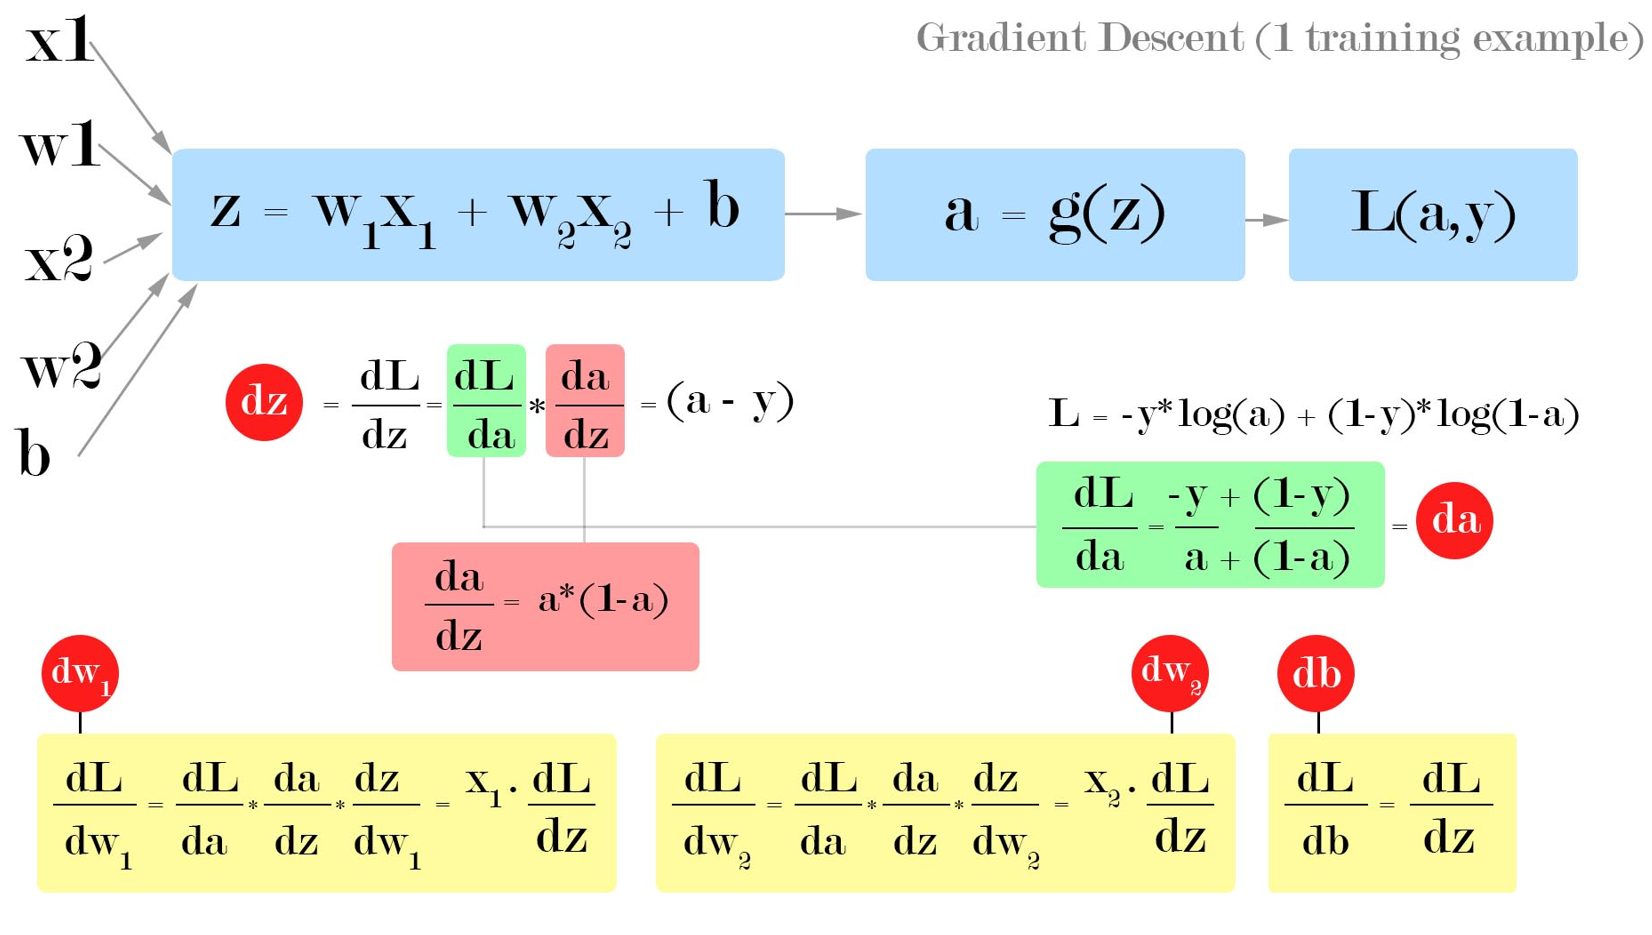 Gradient Descent (1 training example)
x1
w1
x2
w2
b
z = w₁x₁ + w₂x₂ + b
a = g(z)
L(a,y)
dz = dL/dz = dL/da * da/dz = (a - y)
L = -y*log(a) + (1-y)*log(1-a)
dL/da = -y/a + (1-y)/+ (1-a) = da
da/dz = a*(1-a)
dw₁
dw₂
db
dL/dw₁ = dL/da * da/dz * dz/dw₁ = x₁ . dL/dz
dL/dw₂ = dL/da * da/dz * dz/dw₂ = x₂ . dL/dz
dL/db = dL/dz